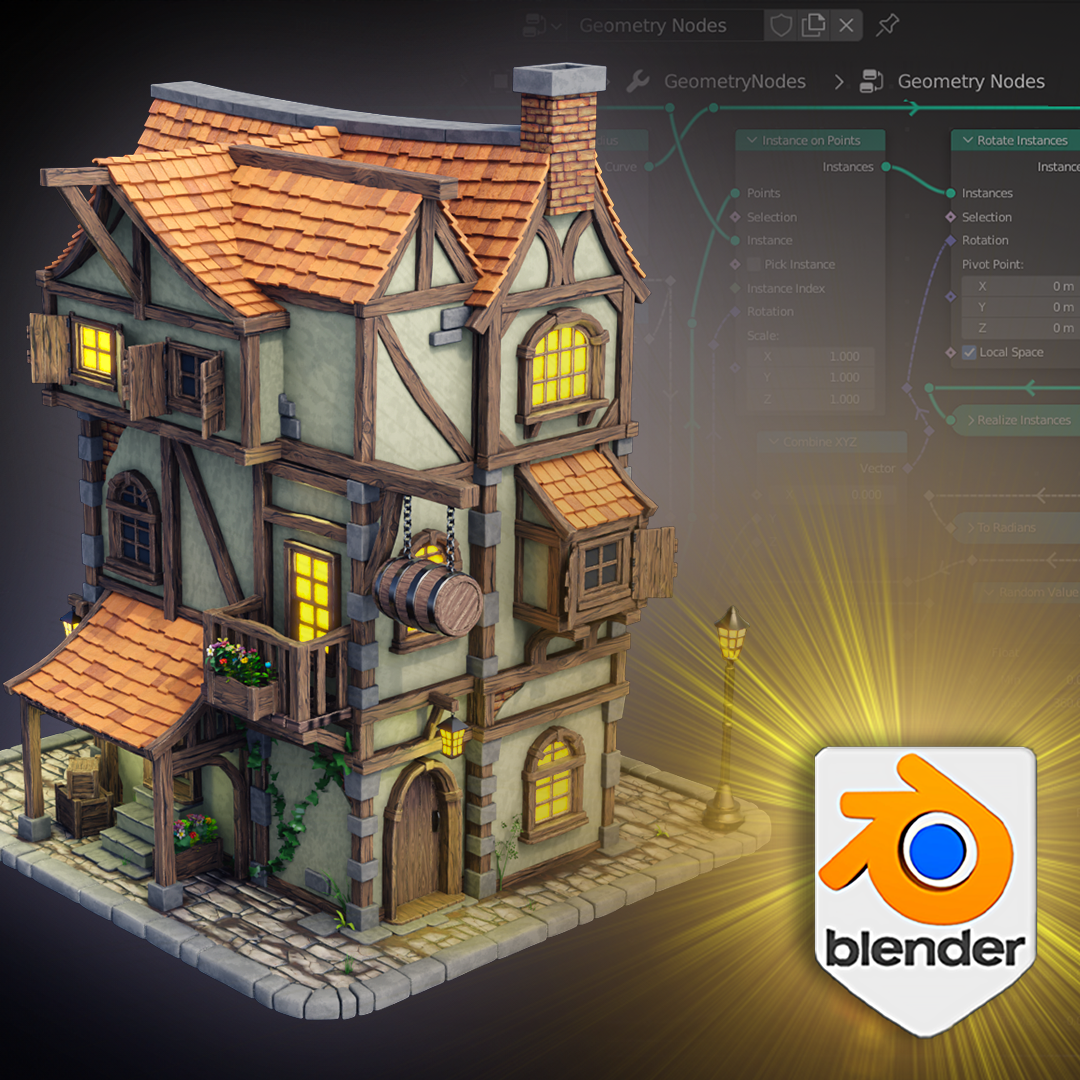 Geometry Nodes
GeometryNodes > Geometry Nodes
Curve
Instance on Points
Instances
Points
Selection
Instance
Pick Instance
Instance Index
Rotation
Scale:
X 1.000
Y 1.000
Z 1.000
Rotate Instances
Instances
Selection
Rotation
Pivot Point:
X 0 m
Y 0 m
Z 0 m
Local Space
Realize Instances
Combine XYZ
Vector
0.000
To Radians
Random Value
blender